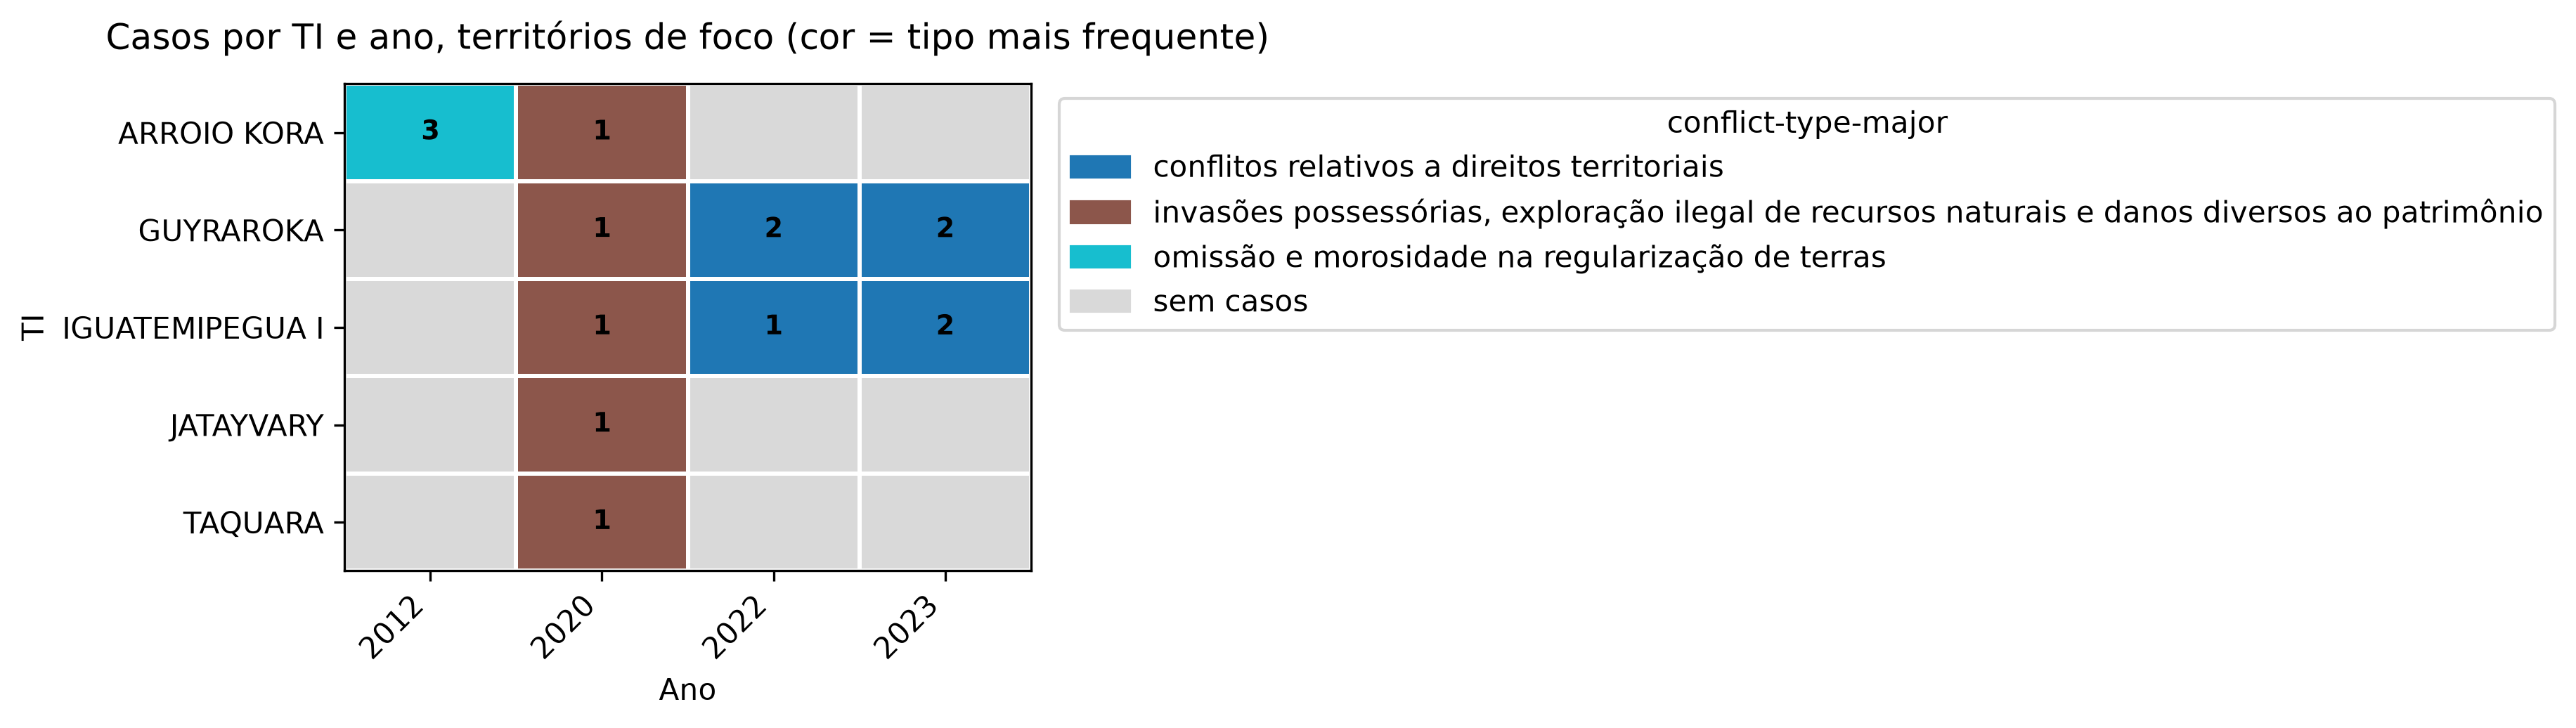 Casos por TI e ano, territórios de foco (cor = tipo mais frequente)
TI
ARROIO KORA 3 1
GUYRAROKA 1 2 2
IGUATEMIPEGUA I 1 1 2
JATAYVARY 1
TAQUARA 1
2012 2020 2022 2023
Ano
conflict-type-major
conflitos relativos a direitos territoriais
invasões possessórias, exploração ilegal de recursos naturais e danos diversos ao patrimônio
omissão e morosidade na regularização de terras
sem casos